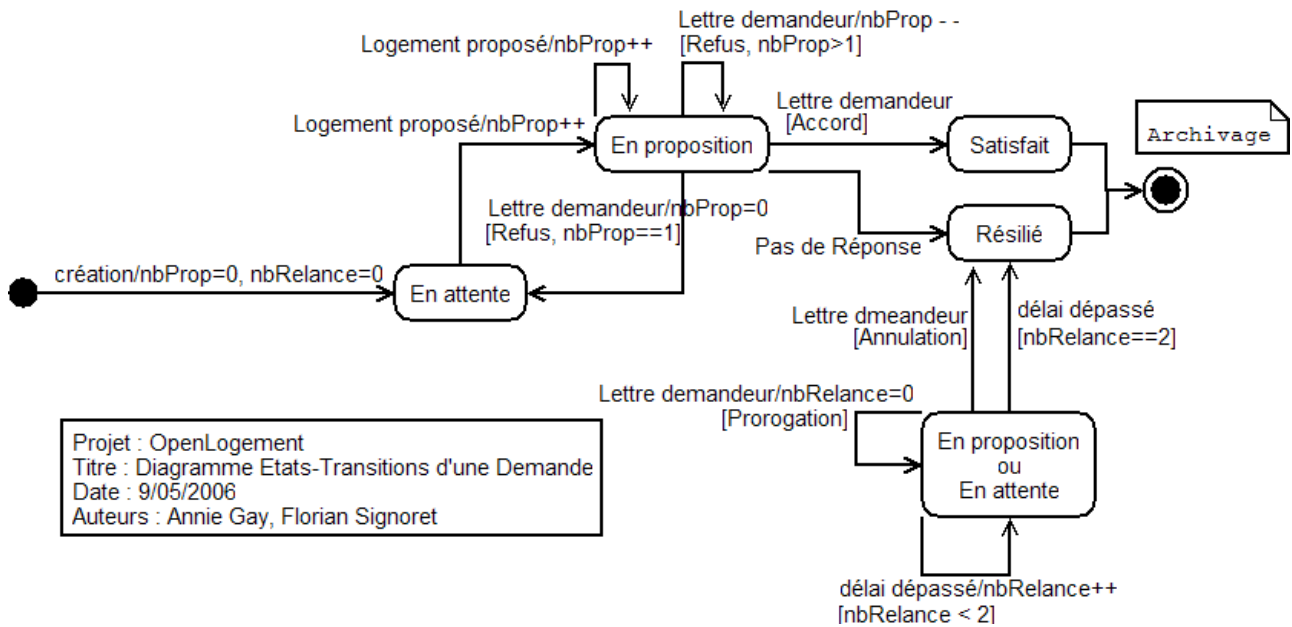 Lettre demandeur/nbProp - -
[Refus, nbProp>1]
Logement proposé/nbProp++
Lettre demandeur
[Accord]
Archivage
Logement proposé/nbProp++
En proposition
Satisfait
Lettre demandeur/nbProp=0
[Refus, nbProp==1]
Pas de Réponse
Résilié
création/nbProp=0, nbRelance=0
En attente
Lettre dmeandeur
[Annulation]
délai dépassé
[nbRelance==2]
Lettre demandeur/nbRelance=0
[Prorogation]
En proposition
ou
En attente
Projet : OpenLogement
Titre : Diagramme Etats-Transitions d'une Demande
Date : 9/05/2006
Auteurs : Annie Gay, Florian Signoret
délai dépassé/nbRelance++
[nbRelance < 2]